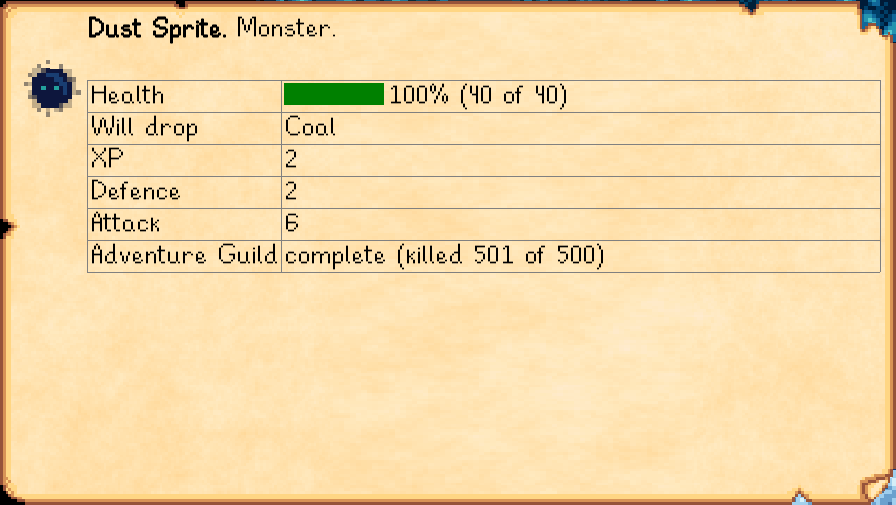 Dust Sprite. Monster.
Health 100% (40 of 40)
Will drop Coal
XP 2
Defence 2
Attack 6
Adventure Guild complete (killed 501 of 500)